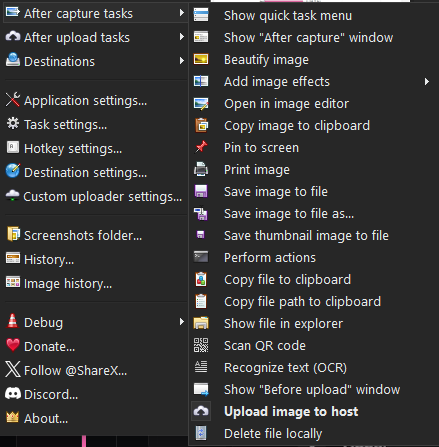 After capture tasks
After upload tasks
Destinations
Application settings...
Task settings...
Hotkey settings...
Destination settings...
Custom uploader settings...
Screenshots folder...
History...
Image history...
Debug
Donate...
Follow @ShareX...
Discord...
About...
Show quick task menu
Show "After capture" window
Beautify image
Add image effects
Open in image editor
Copy image to clipboard
Pin to screen
Print image
Save image to file
Save image to file as...
Save thumbnail image to file
Perform actions
Copy file to clipboard
Copy file path to clipboard
Show file in explorer
Scan QR code
Recognize text (OCR)
Show "Before upload" window
Upload image to host
Delete file locally